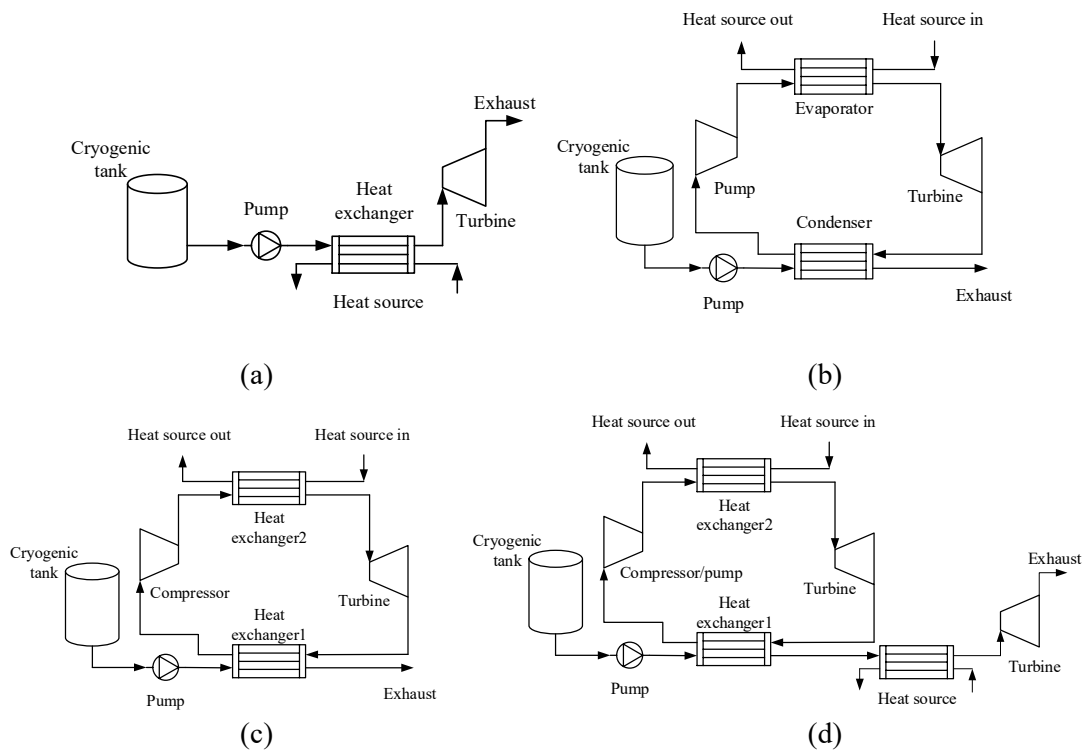 Exhaust
Cryogenic
tank
Pump
Heat
exchanger
Turbine
Heat source
(a)
Heat source out
Heat source in
Evaporator
Cryogenic
tank
Pump
Turbine
Condenser
Pump
Exhaust
(b)
Heat source out
Heat source in
Heat
exchanger2
Cryogenic
tank
Compressor
Turbine
Heat
exchanger1
Pump
Exhaust
(c)
Heat source out
Heat source in
Heat
exchanger2
Cryogenic
tank
Compressor/pump
Turbine
Exhaust
Heat
exchanger1
Pump
Turbine
Heat source
(d)